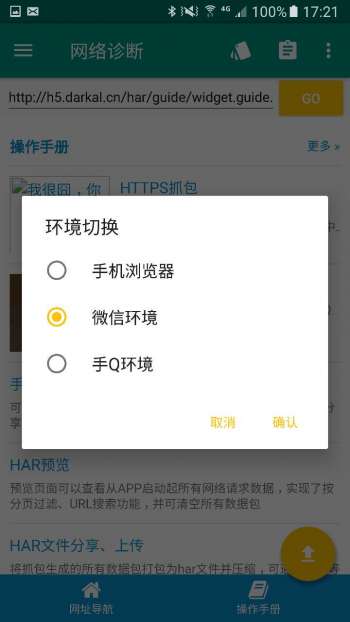 4G 100% 17:21
网络诊断
http://h5.darkal.cn/har/guide/widget.guide.
GO
操作手册 更多 »
我很囧，你
HTTPS抓包
环境切换
手机浏览器
微信环境
手Q环境
取消 确认
HAR预览
预览页面可以查看从APP启动起所有网络请求数据，实现了按
分页过滤、URL搜索功能，并可清空所有数据包
HAR文件分享、上传
将抓包生成的所有数据包打包为har文件并压缩，可
网址导航 操作手册